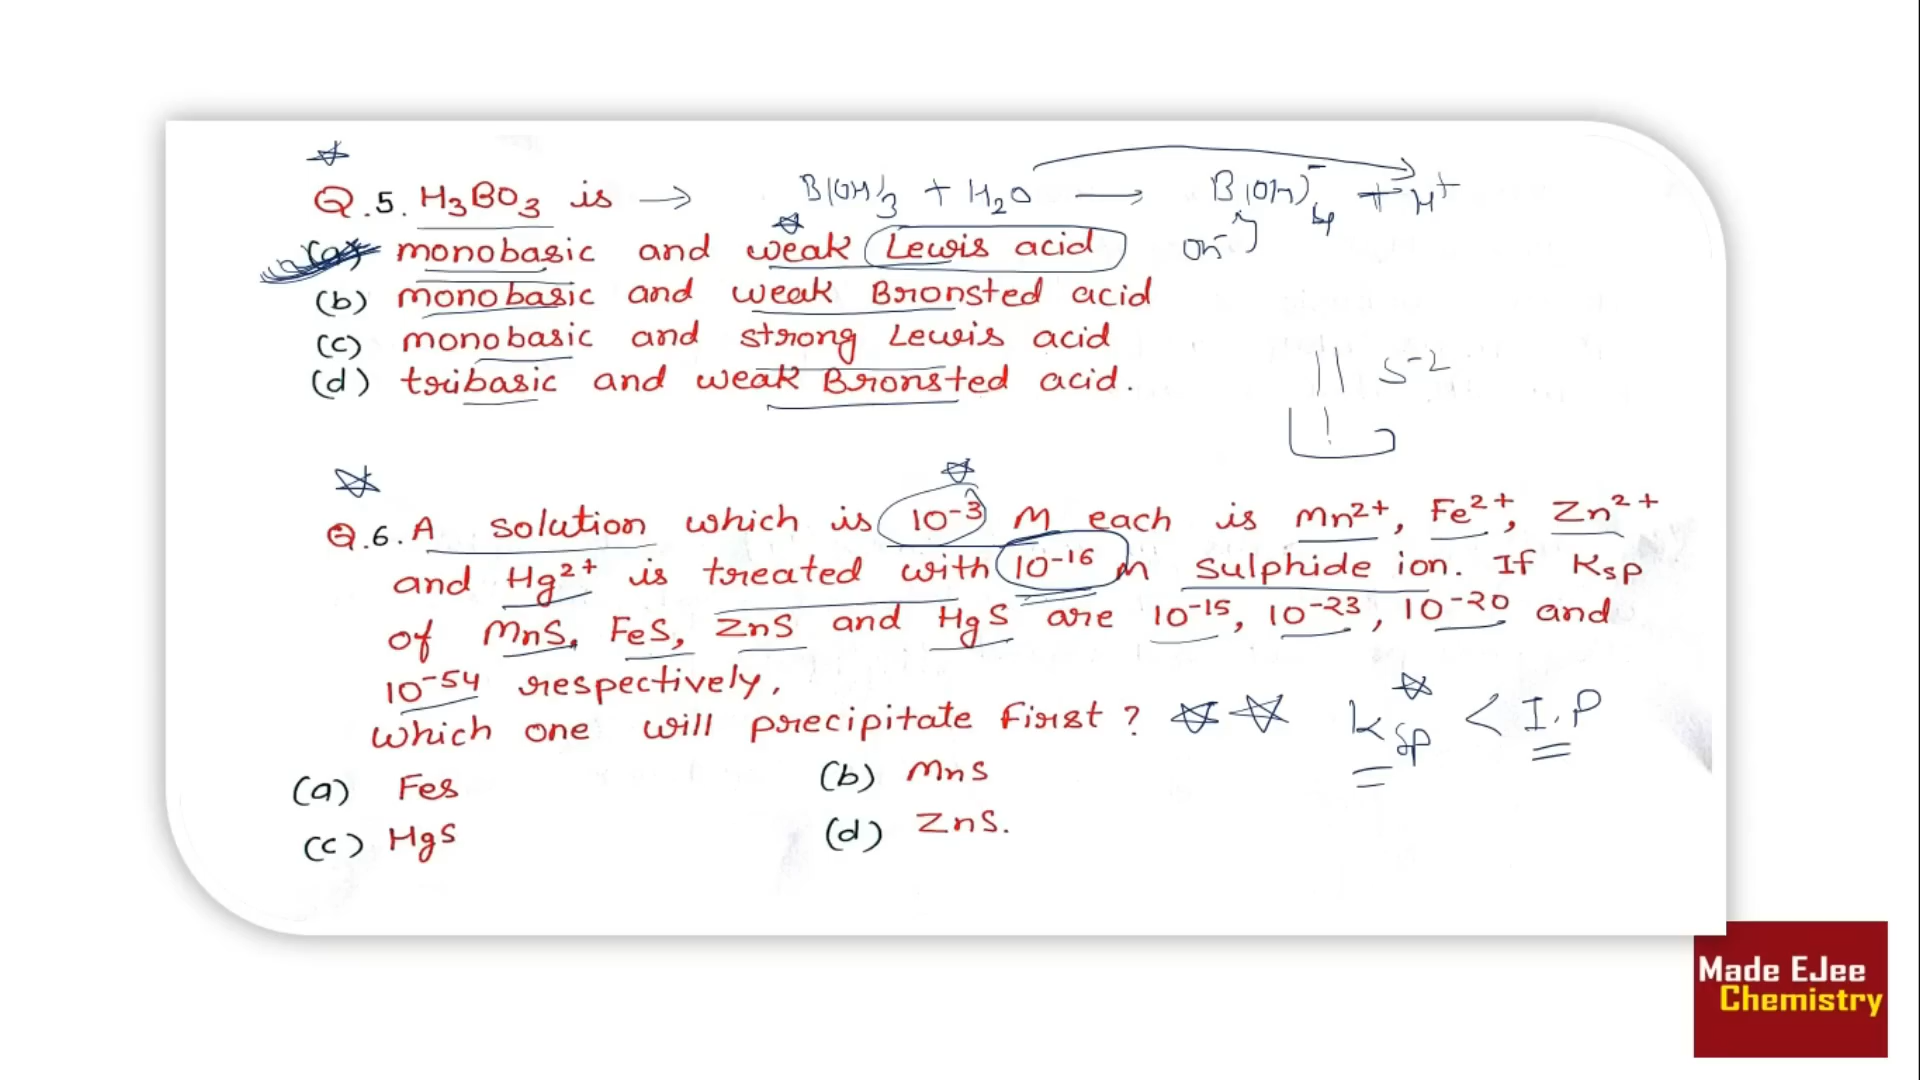 Q.5. H3BO3 is → B(OH)3 + H2O → B(OH)4- + H+
(a) monobasic and weak Lewis acid OH-
(b) monobasic and weak Bronsted acid
(c) monobasic and strong Lewis acid
(d) tribasic and weak Bronsted acid.
S-2
Q.6. A solution which is 10-3 M each is Mn2+, Fe2+, Zn2+
and Hg2+ is treated with 10-16 M sulphide ion. If Ksp
of MnS, FeS, ZnS and HgS are 10-15, 10-23, 10-20 and
10-54 respectively,
which one will precipitate first? Ksp < I.P
(a) FeS (b) MnS
(c) HgS (d) ZnS.
Made EJee
Chemistry